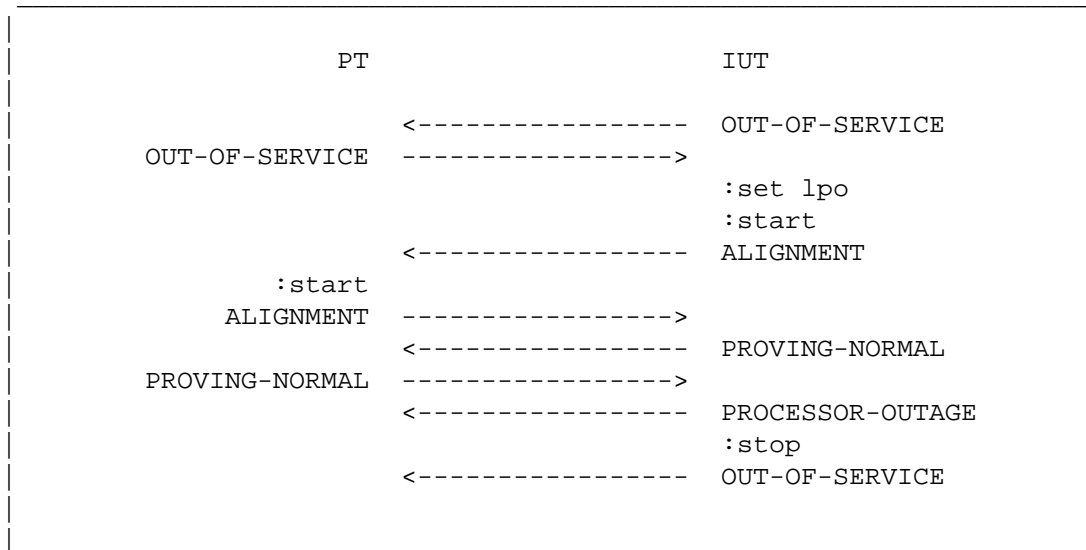 PT IUT
<----------------- OUT-OF-SERVICE
OUT-OF-SERVICE ----------------->
:set lpo
:start
<----------------- ALIGNMENT
:start
ALIGNMENT ----------------->
<----------------- PROVING-NORMAL
PROVING-NORMAL ----------------->
<----------------- PROCESSOR-OUTAGE
:stop
<----------------- OUT-OF-SERVICE